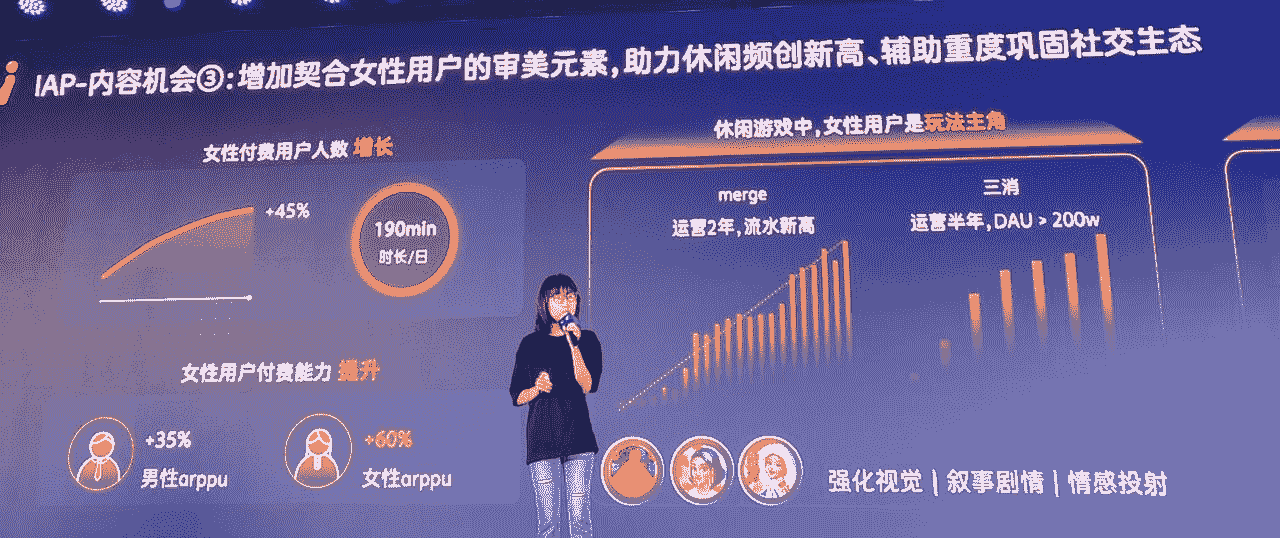 IAP-内容机会③:增加契合女性用户的审美元素,助力休闲频创新高、辅助重度巩固社交生态
女性付费用户人数 增长
+45%
190min
时长/日
女性用户付费能力 提升
+35%
男性arppu
+60%
女性arppu
休闲游戏中,女性用户是玩法主角
merge
运营2年,流水新高
三消
运营半年,DAU > 200w
强化视觉 | 叙事剧情 | 情感投射